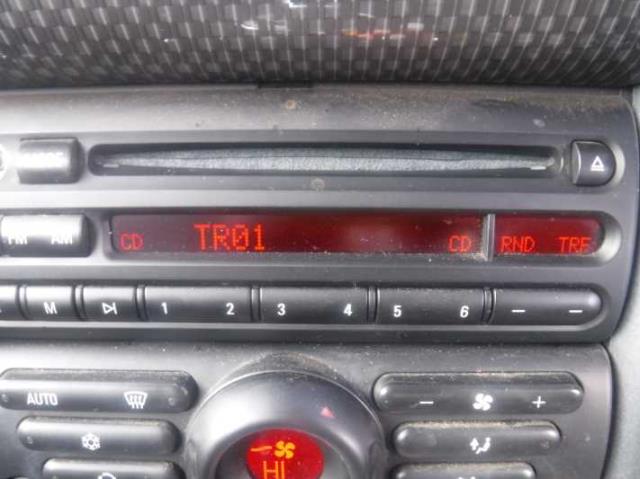 FM AM
CD TR01 CD RND TRF
M 1 2 3 4 5 6 — —
AUTO − +
HI